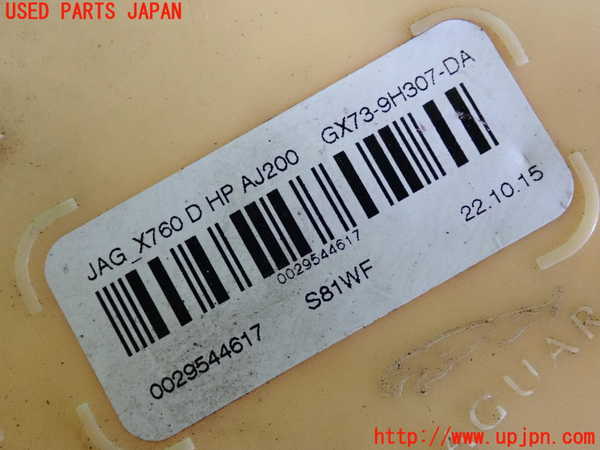 USED PARTS JAPAN
JAG_X760 D HP AJ200 GX73-9H307-DA
0029544617
22.10.15
0029544617 S81WF
JAGUAR
http://www.upjpn.com/